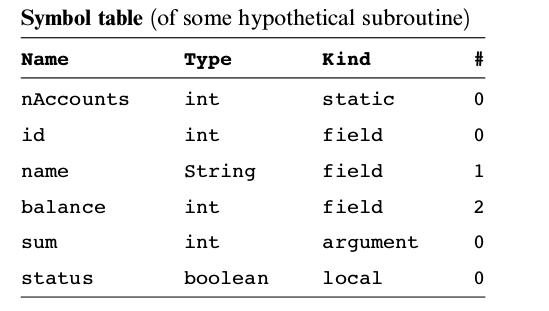 Symbol table (of some hypothetical subroutine)
Name Type Kind #
nAccounts int static 0
id int field 0
name String field 1
balance int field 2
sum int argument 0
status boolean local 0